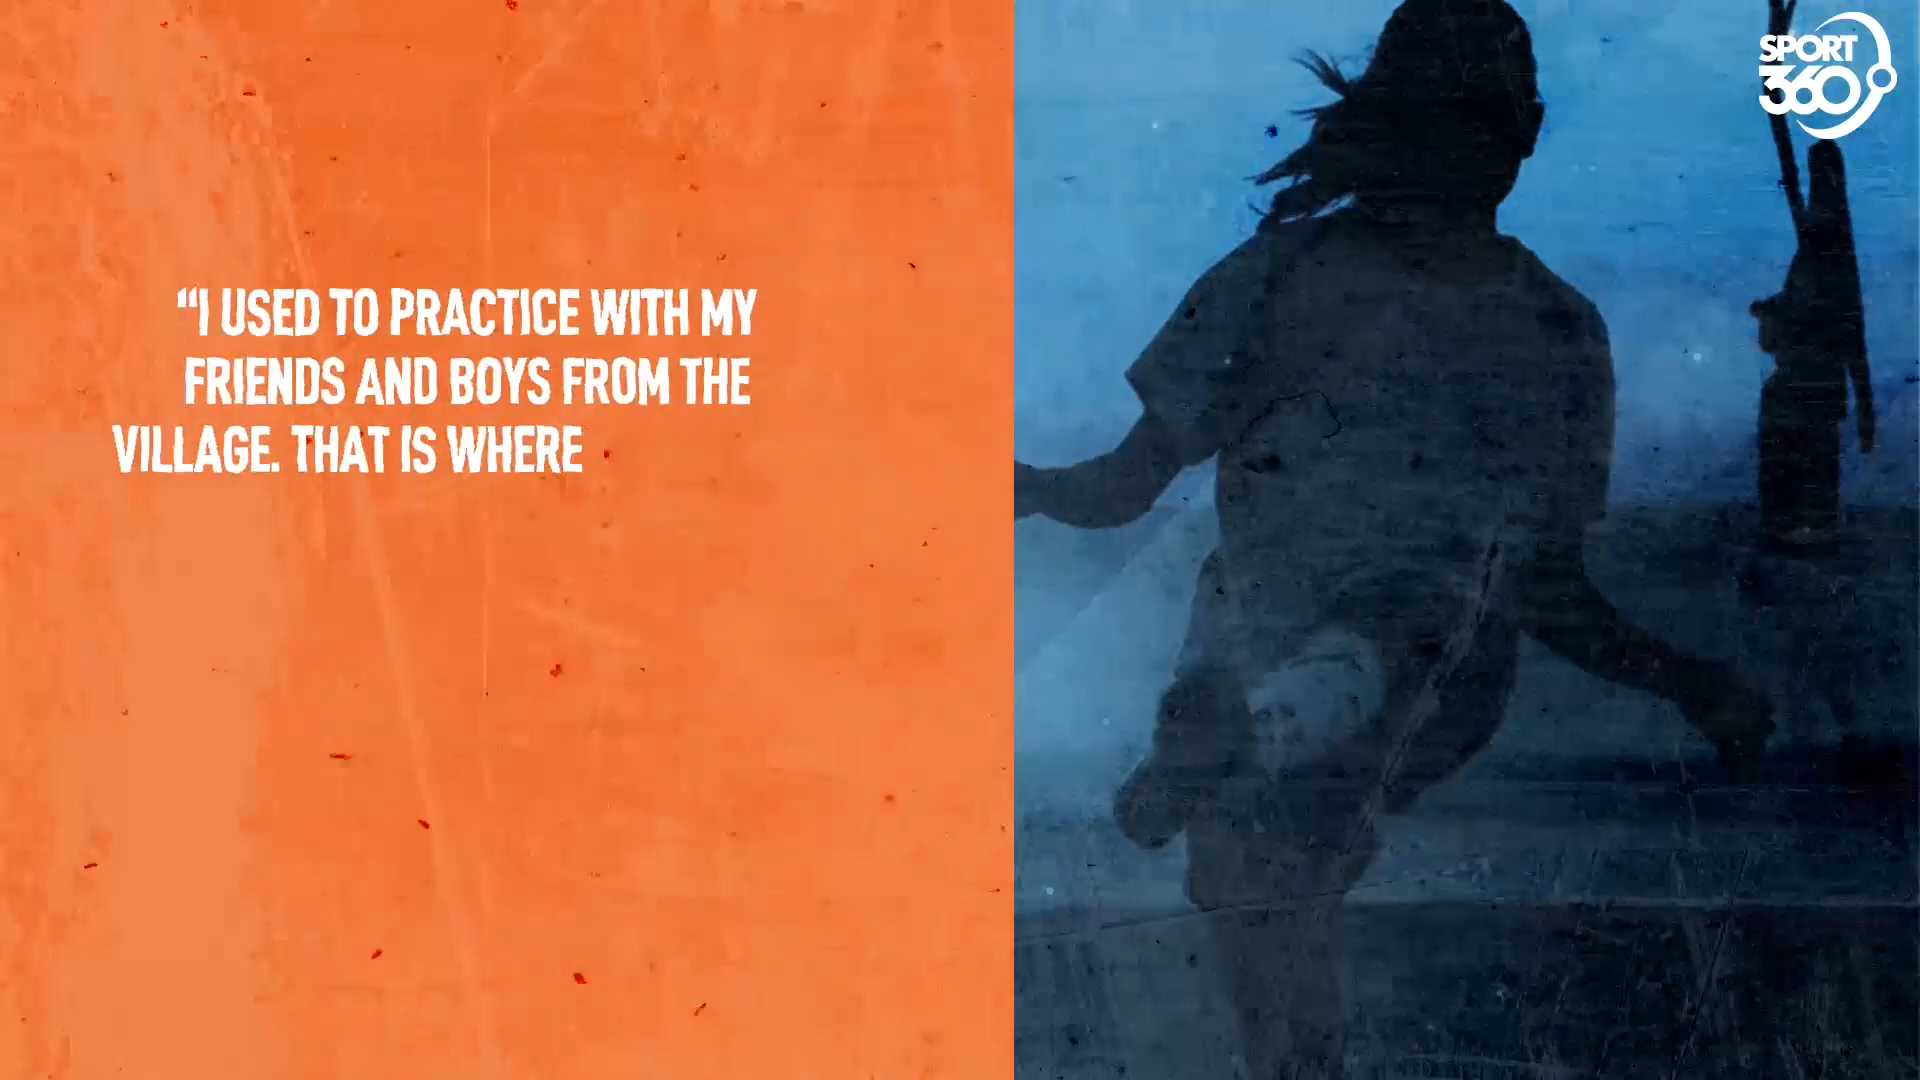 “I USED TO PRACTICE WITH MY
FRIENDS AND BOYS FROM THE
VILLAGE. THAT IS WHERE
SPORT
360